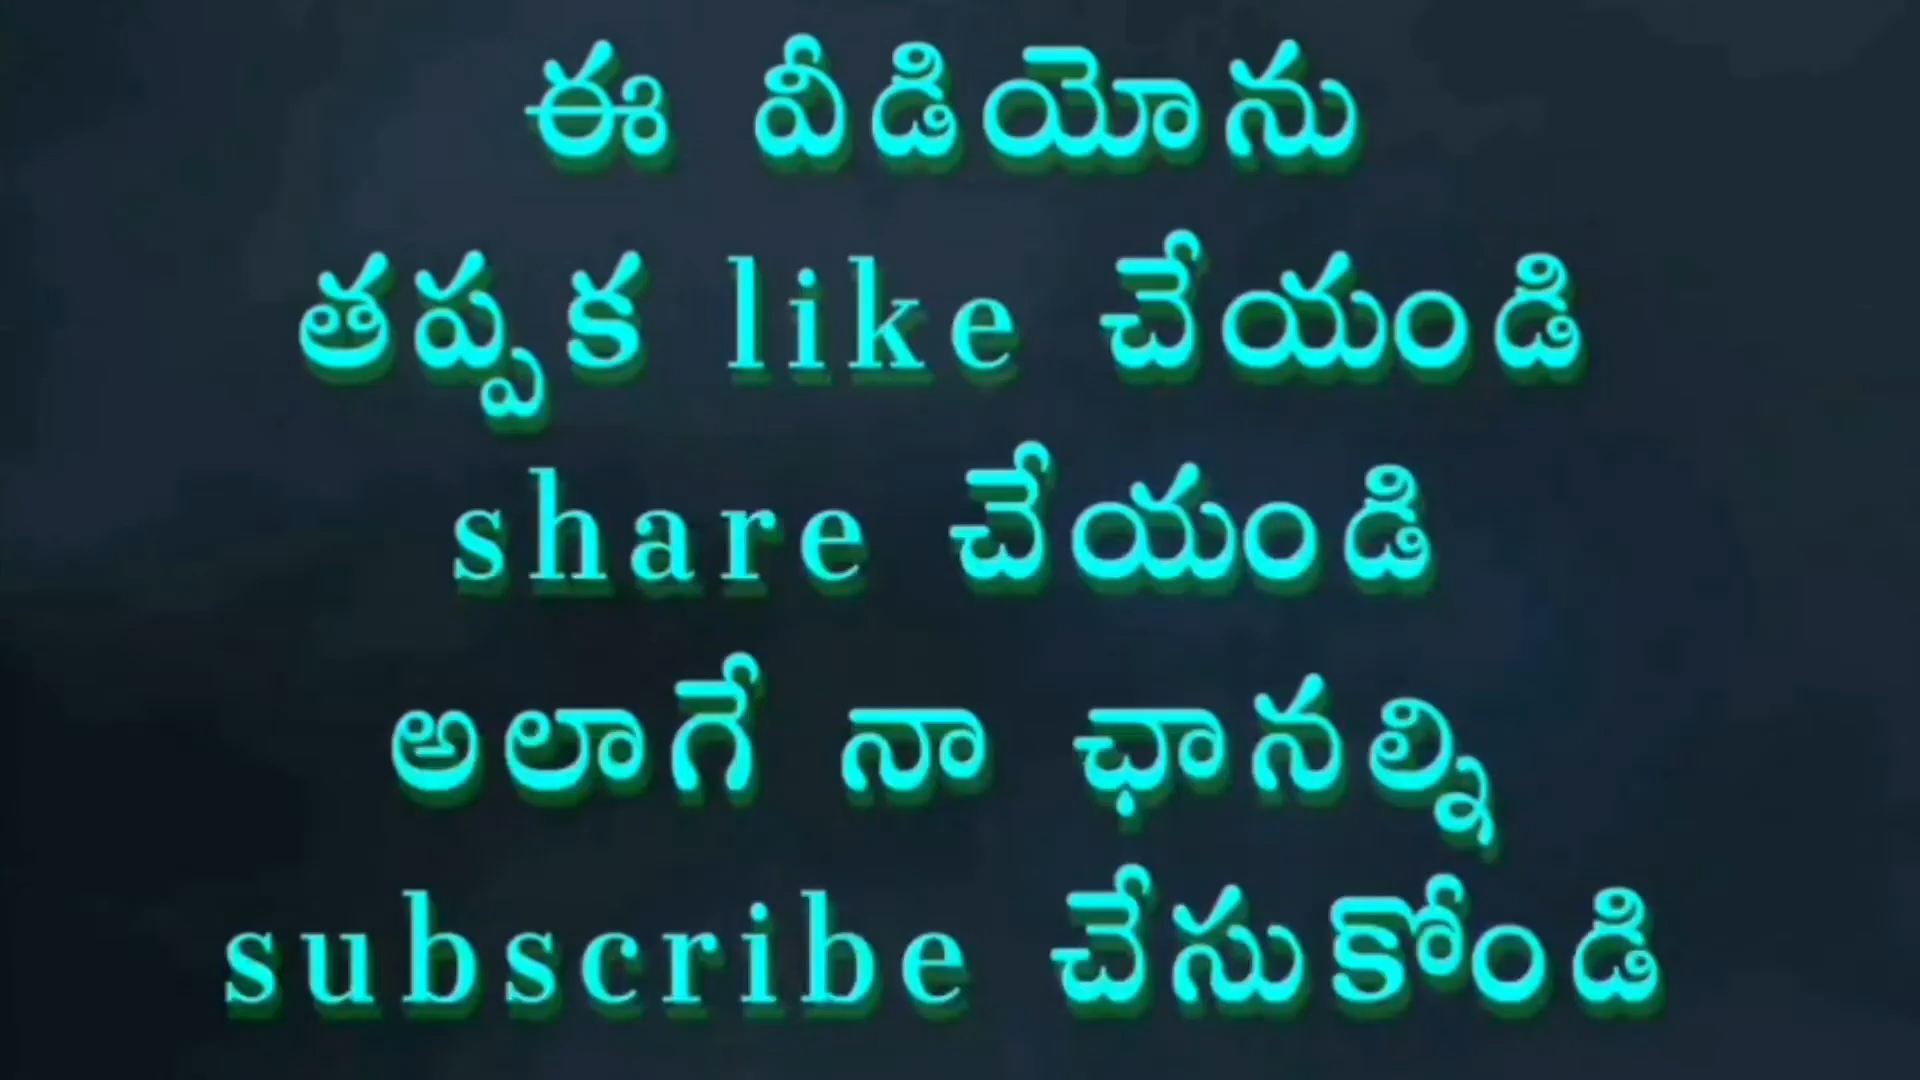 ఈ వీడియోను
తప్పక like చేయండి
share చేయండి
అలాగే నా ఛానల్ని
subscribe చేసుకోండి